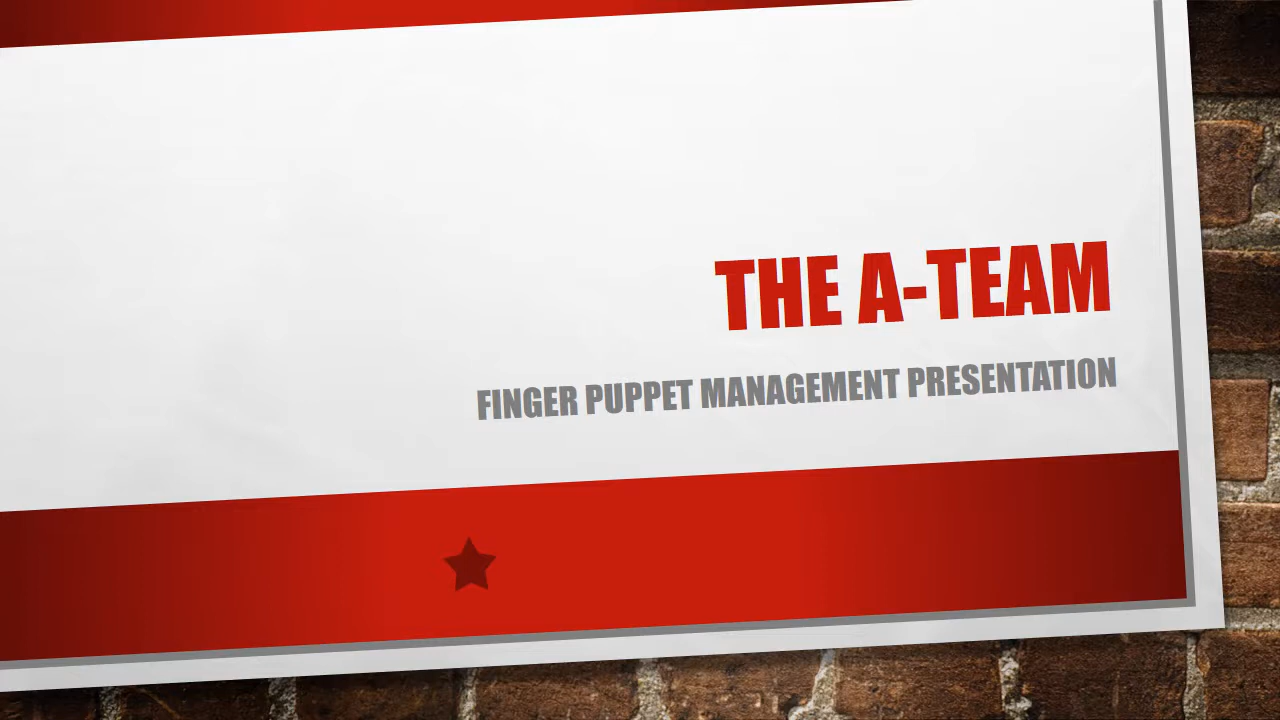 THE A-TEAM
FINGER PUPPET MANAGEMENT PRESENTATION